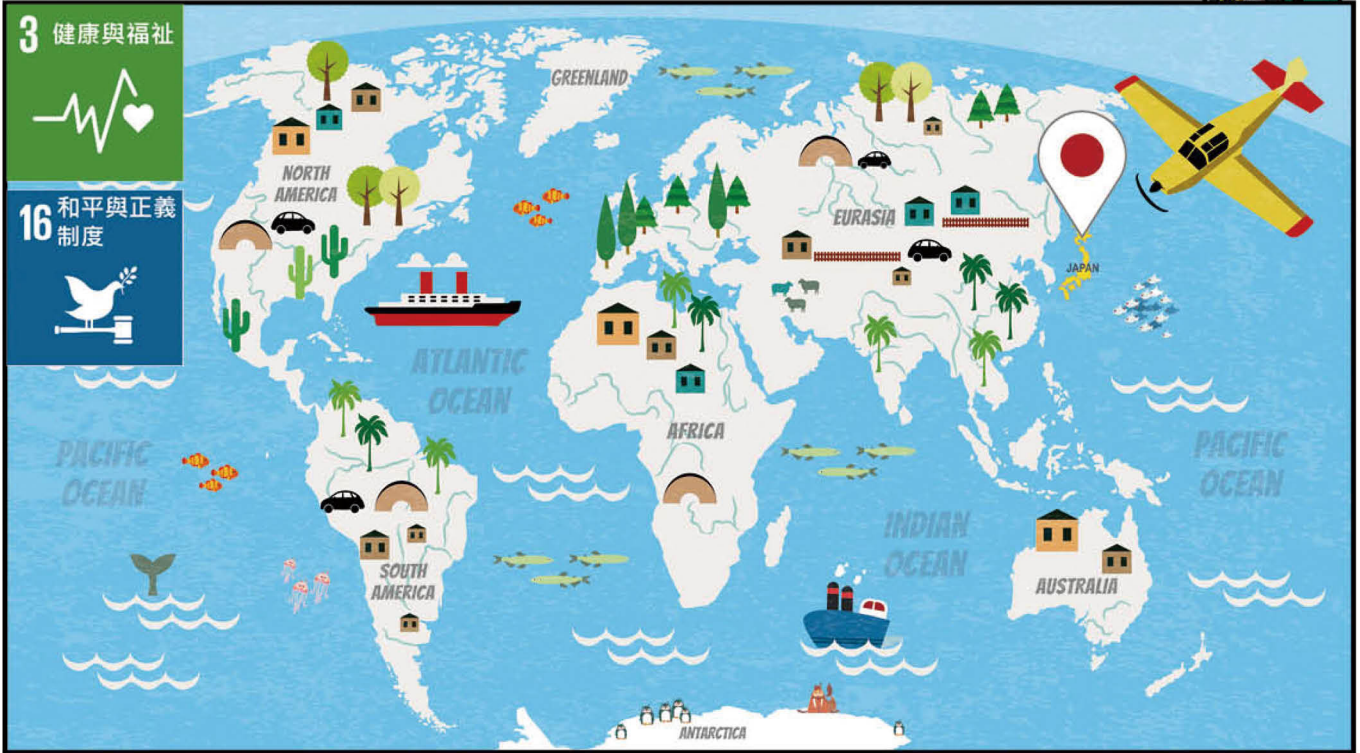 3 健康與福祉
16 和平與正義
制度
GREENLAND
NORTH
AMERICA
EURASIA
JAPAN
ATLANTIC
OCEAN
AFRICA
PACIFIC
OCEAN
PACIFIC
OCEAN
INDIAN
OCEAN
SOUTH
AMERICA
AUSTRALIA
ANTARCTICA